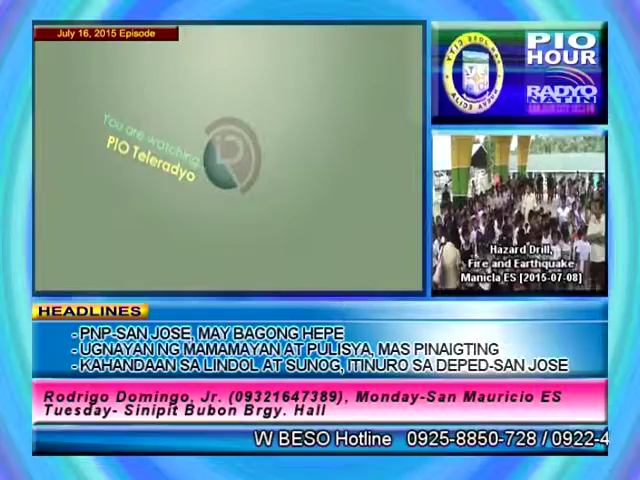 July 16, 2015 Episode
You are watching
PIO Teleradyo
PIO
HOUR
RADYO
NATIN
Hazard Drill,
Fire and Earthquake,
Manicla ES [2015-07-08]
HEADLINES
- PNP-SAN JOSE, MAY BAGONG HEPE
- UGNAYAN NG MAMAMAYAN AT PULISYA, MAS PINAIGTING
- KAHANDAAN SA LINDOL AT SUNOG, ITINURO SA DEPED-SAN JOSE
Rodrigo Domingo, Jr. (09321647389), Monday-San Mauricio ES
Tuesday- Sinipit Bubon Brgy. Hall
W BESO Hotline 0925-8850-728 / 0922-4